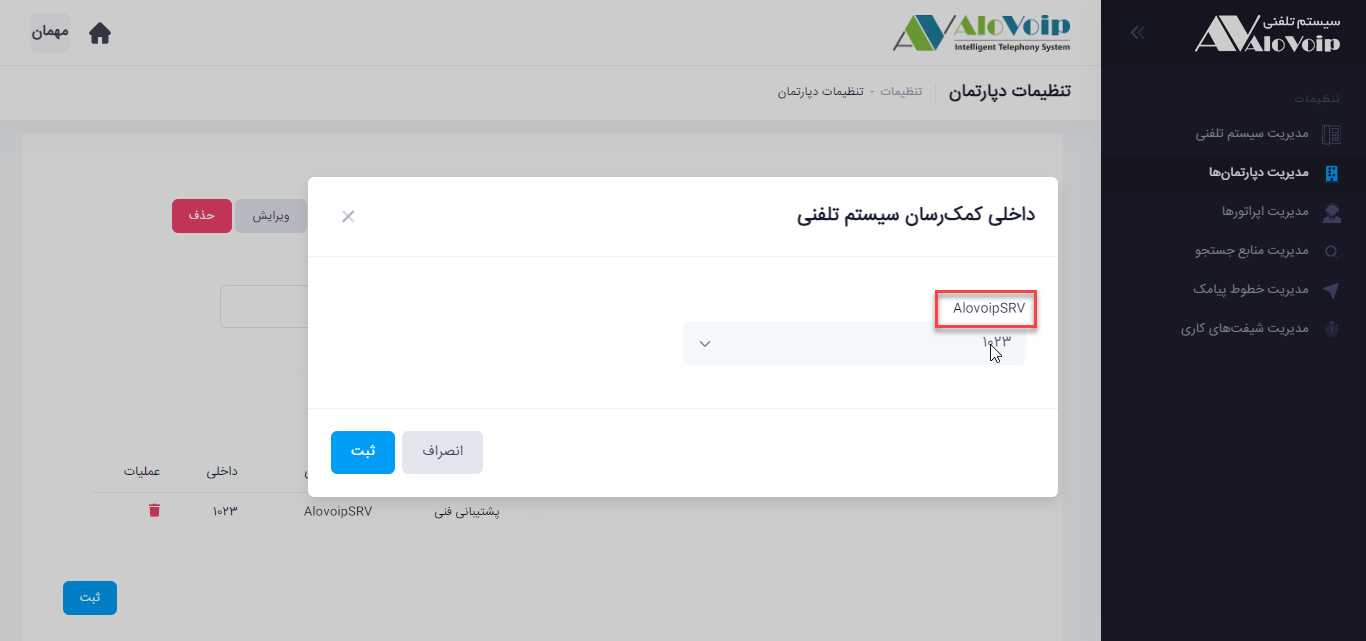 سیستم تلفنی
AloVoip
AloVoip
Intelligent Telephony System
مهمان
تنظیمات دپارتمان
تنظیمات - تنظیمات دپارتمان
تنظیمات
مدیریت سیستم تلفنی
مدیریت دپارتمان‌ها
مدیریت اپراتورها
مدیریت منابع جستجو
مدیریت خطوط پیامک
مدیریت شیفت‌های کاری
ویرایش
حذف
داخلی کمک‌رسان سیستم تلفنی
AlovoipSRV
۱۰۲۳
انصراف
ثبت
داخلی
عملیات
پشتیبانی فنی
AlovoipSRV
۱۰۲۳
ثبت